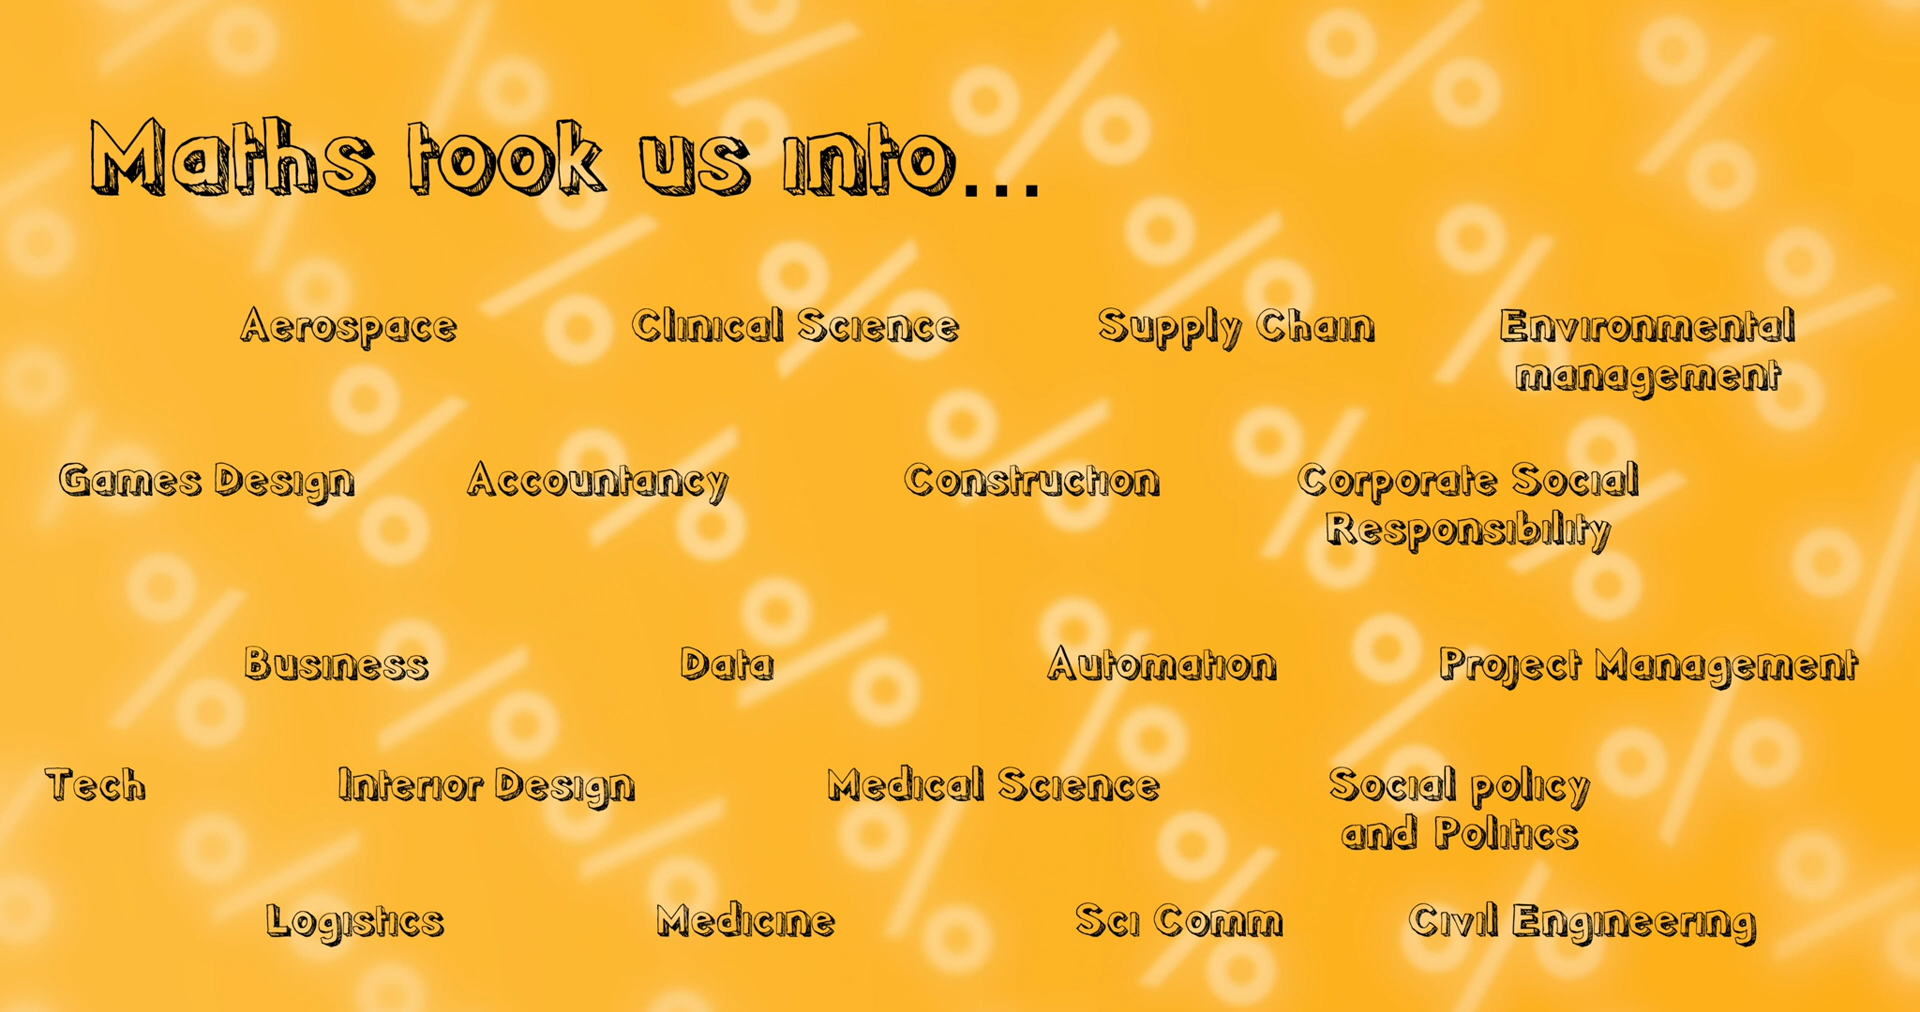 Maths took us into...
Aerospace
Clinical Science
Supply Chain
Environmental
management
Games Design
Accountancy
Construction
Corporate Social
Responsibility
Business
Data
Automation
Project Management
Tech
Interior Design
Medical Science
Social policy
and Politics
Logistics
Medicine
Sci Comm
Civil Engineering